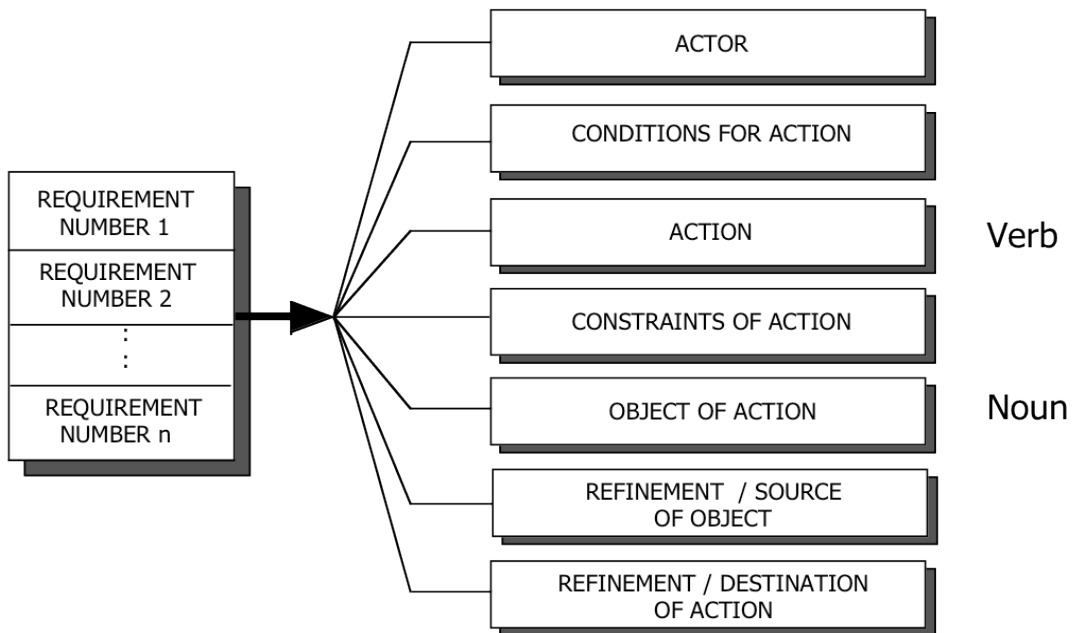 REQUIREMENT
NUMBER 1
REQUIREMENT
NUMBER 2
:
:
REQUIREMENT
NUMBER n
ACTOR
CONDITIONS FOR ACTION
ACTION
Verb
CONSTRAINTS OF ACTION
OBJECT OF ACTION
Noun
REFINEMENT / SOURCE
OF OBJECT
REFINEMENT / DESTINATION
OF ACTION